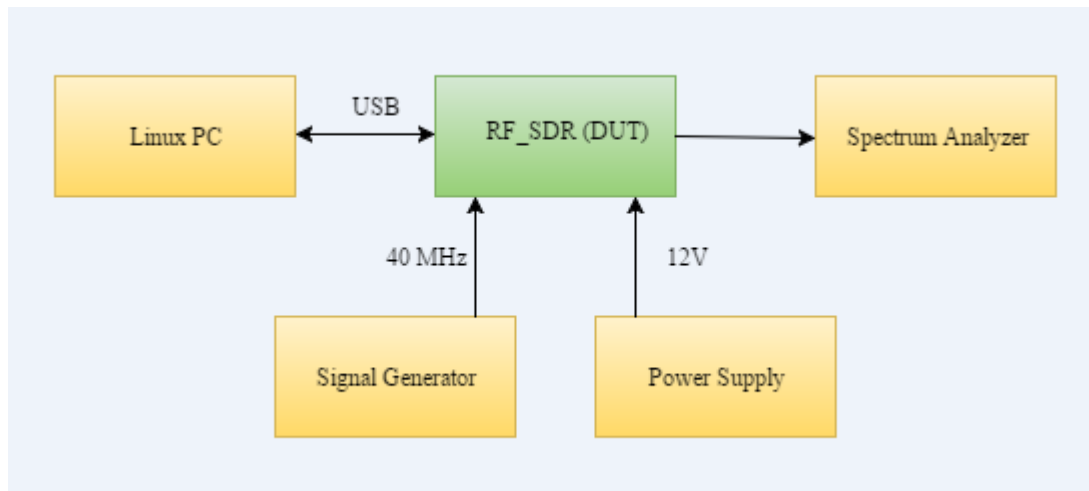 USB
Linux PC
RF_SDR (DUT)
Spectrum Analyzer
40 MHz
12V
Signal Generator
Power Supply